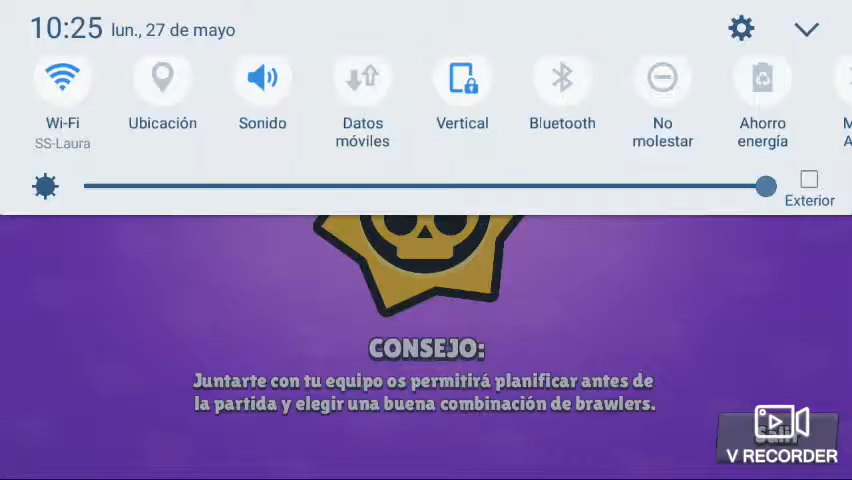 10:25 lun., 27 de mayo
Wi-Fi
SS-Laura
Ubicación
Sonido
Datos
móviles
Vertical
Bluetooth
No
molestar
Ahorro
energía
M
A
Exterior
CONSEJO:
Juntarte con tu equipo os permitirá planificar antes de
la partida y elegir una buena combinación de brawlers.
Salir
V RECORDER